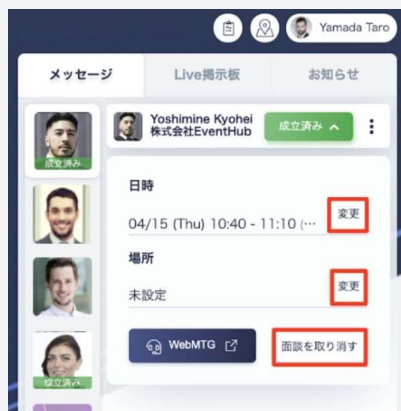 Yamada Taro
メッセージ
Live掲示板
お知らせ
成立済み
Yoshimine Kyohei
株式会社EventHub
成立済み
日時
04/15 (Thu) 10:40 - 11:10 (…
変更
場所
未設定
変更
WebMTG
面談を取り消す
成立済み